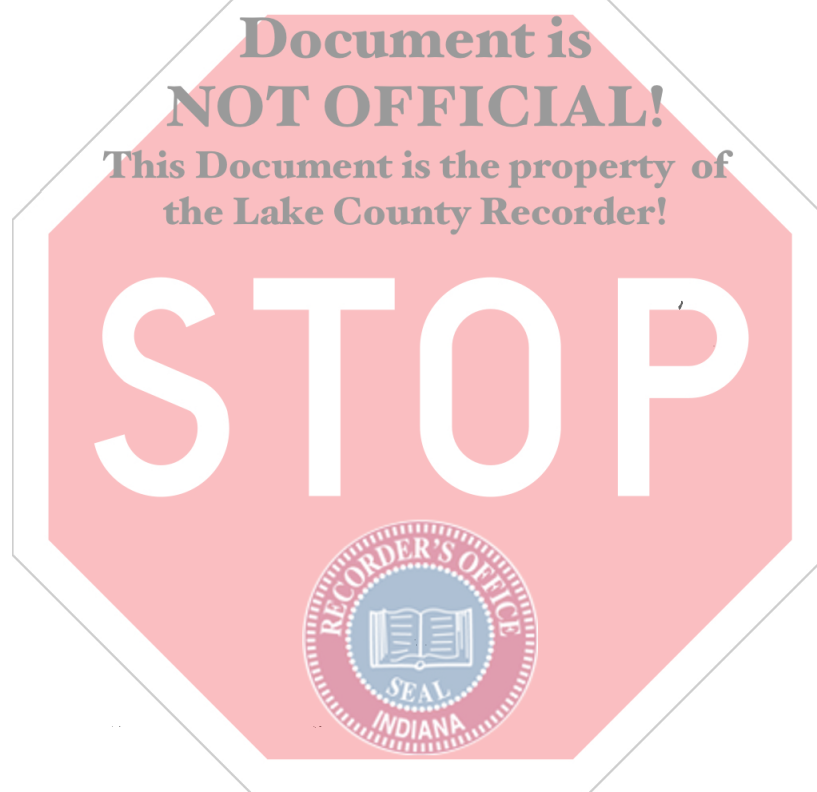 Document is
NOT OFFICIAL!
This Document is the property of
the Lake County Recorder!
STOP
RECORDER'S OFFICE
SEAL
INDIANA